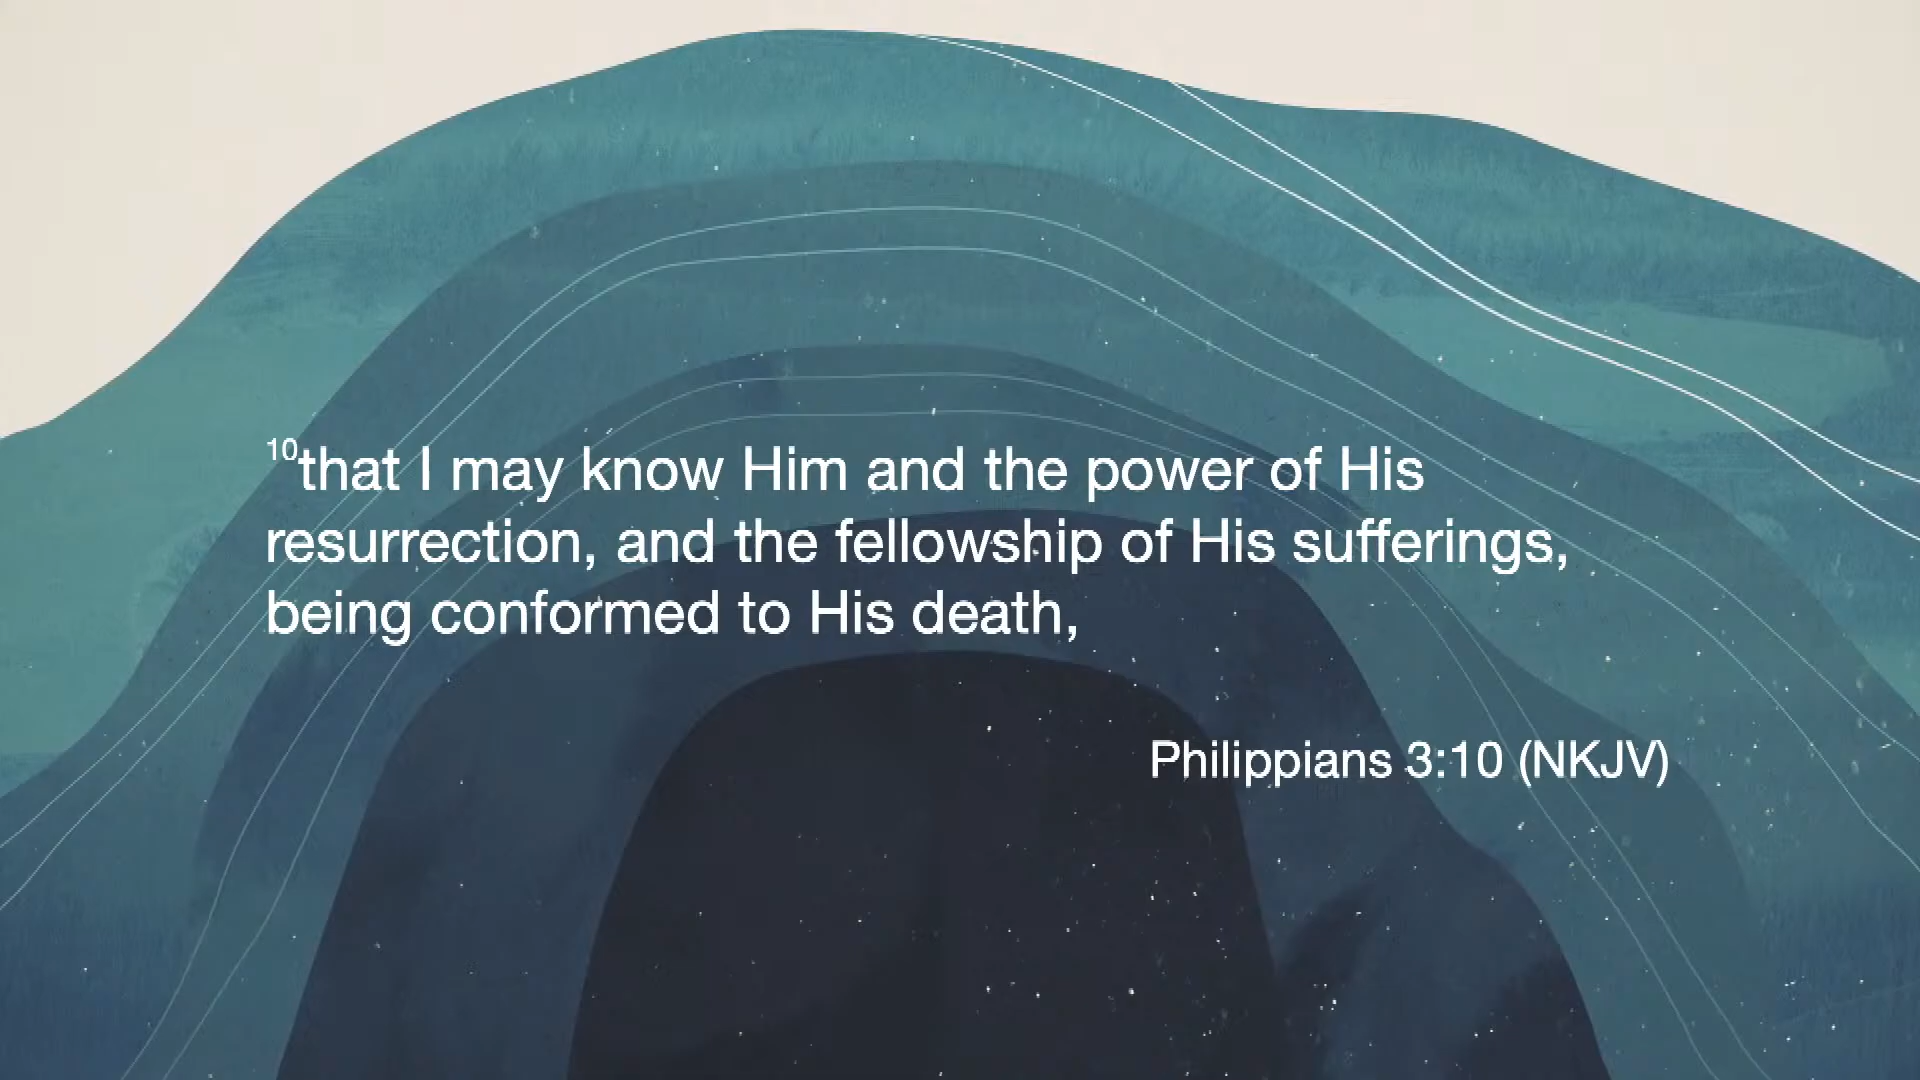 10that I may know Him and the power of His
resurrection, and the fellowship of His sufferings,
being conformed to His death,
Philippians 3:10 (NKJV)